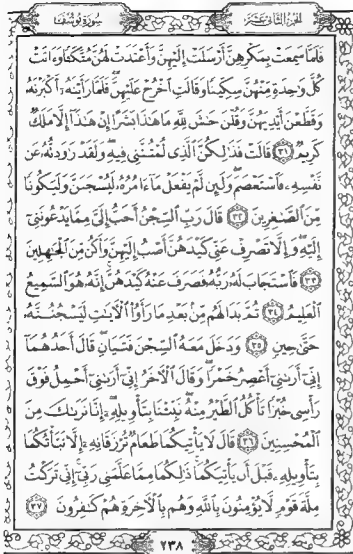 الجزء الثاني عشر
سورة يوسف
فَلَمَّا سَمِعَتْ بِمَكْرِهِنَّ أَرْسَلَتْ إِلَيْهِنَّ وَأَعْتَدَتْ لَهُنَّ مُتَّكَـًٔا وَءَاتَتْ
كُلَّ وَٰحِدَةٍ مِّنْهُنَّ سِكِّينًا وَقَالَتِ ٱخْرُجْ عَلَيْهِنَّ ۖ فَلَمَّا رَأَيْنَهُۥٓ أَكْبَرْنَهُۥ
وَقَطَّعْنَ أَيْدِيَهُنَّ وَقُلْنَ حَـٰشَ لِلَّهِ مَا هَـٰذَا بَشَرًا إِنْ هَـٰذَآ إِلَّا مَلَكٌ
كَرِيمٌ ٣١ قَالَتْ فَذَٰلِكُنَّ ٱلَّذِى لُمْتُنَّنِى فِيهِ ۖ وَلَقَدْ رَٰوَدتُّهُۥ عَن
نَّفْسِهِۦ فَٱسْتَعْصَمَ ۖ وَلَئِن لَّمْ يَفْعَلْ مَآ ءَامُرُهُۥ لَيُسْجَنَنَّ وَلَيَكُونًا
مِّنَ ٱلصَّـٰغِرِينَ ٣٢ قَالَ رَبِّ ٱلسِّجْنُ أَحَبُّ إِلَىَّ مِمَّا يَدْعُونَنِىٓ
إِلَيْهِ ۖ وَإِلَّا تَصْرِفْ عَنِّى كَيْدَهُنَّ أَصْبُ إِلَيْهِنَّ وَأَكُن مِّنَ ٱلْجَـٰهِلِينَ
٣٣ فَٱسْتَجَابَ لَهُۥ رَبُّهُۥ فَصَرَفَ عَنْهُ كَيْدَهُنَّ ۚ إِنَّهُۥ هُوَ ٱلسَّمِيعُ
ٱلْعَلِيمُ ٣٤ ثُمَّ بَدَا لَهُم مِّنۢ بَعْدِ مَا رَأَوُا۟ ٱلْـَٔايَـٰتِ لَيَسْجُنُنَّهُۥ
حَتَّىٰ حِينٍ ٣٥ وَدَخَلَ مَعَهُ ٱلسِّجْنَ فَتَيَانِ ۖ قَالَ أَحَدُهُمَآ
إِنِّىٓ أَرَىٰنِىٓ أَعْصِرُ خَمْرًا ۖ وَقَالَ ٱلْـَٔاخَرُ إِنِّىٓ أَرَىٰنِىٓ أَحْمِلُ فَوْقَ
رَأْسِى خُبْزًا تَأْكُلُ ٱلطَّيْرُ مِنْهُ ۖ نَبِّئْنَا بِتَأْوِيلِهِۦٓ ۖ إِنَّا نَرَىٰكَ مِنَ
ٱلْمُحْسِنِينَ ٣٦ قَالَ لَا يَأْتِيكُمَا طَعَامٌ تُرْزَقَانِهِۦٓ إِلَّا نَبَّأْتُكُمَا
بِتَأْوِيلِهِۦ قَبْلَ أَن يَأْتِيَكُمَا ۚ ذَٰلِكُمَا مِمَّا عَلَّمَنِى رَبِّىٓ ۚ إِنِّى تَرَكْتُ
مِلَّةَ قَوْمٍ لَّا يُؤْمِنُونَ بِٱللَّهِ وَهُم بِٱلْـَٔاخِرَةِ هُمْ كَـٰفِرُونَ ٣٧
٢٣٨